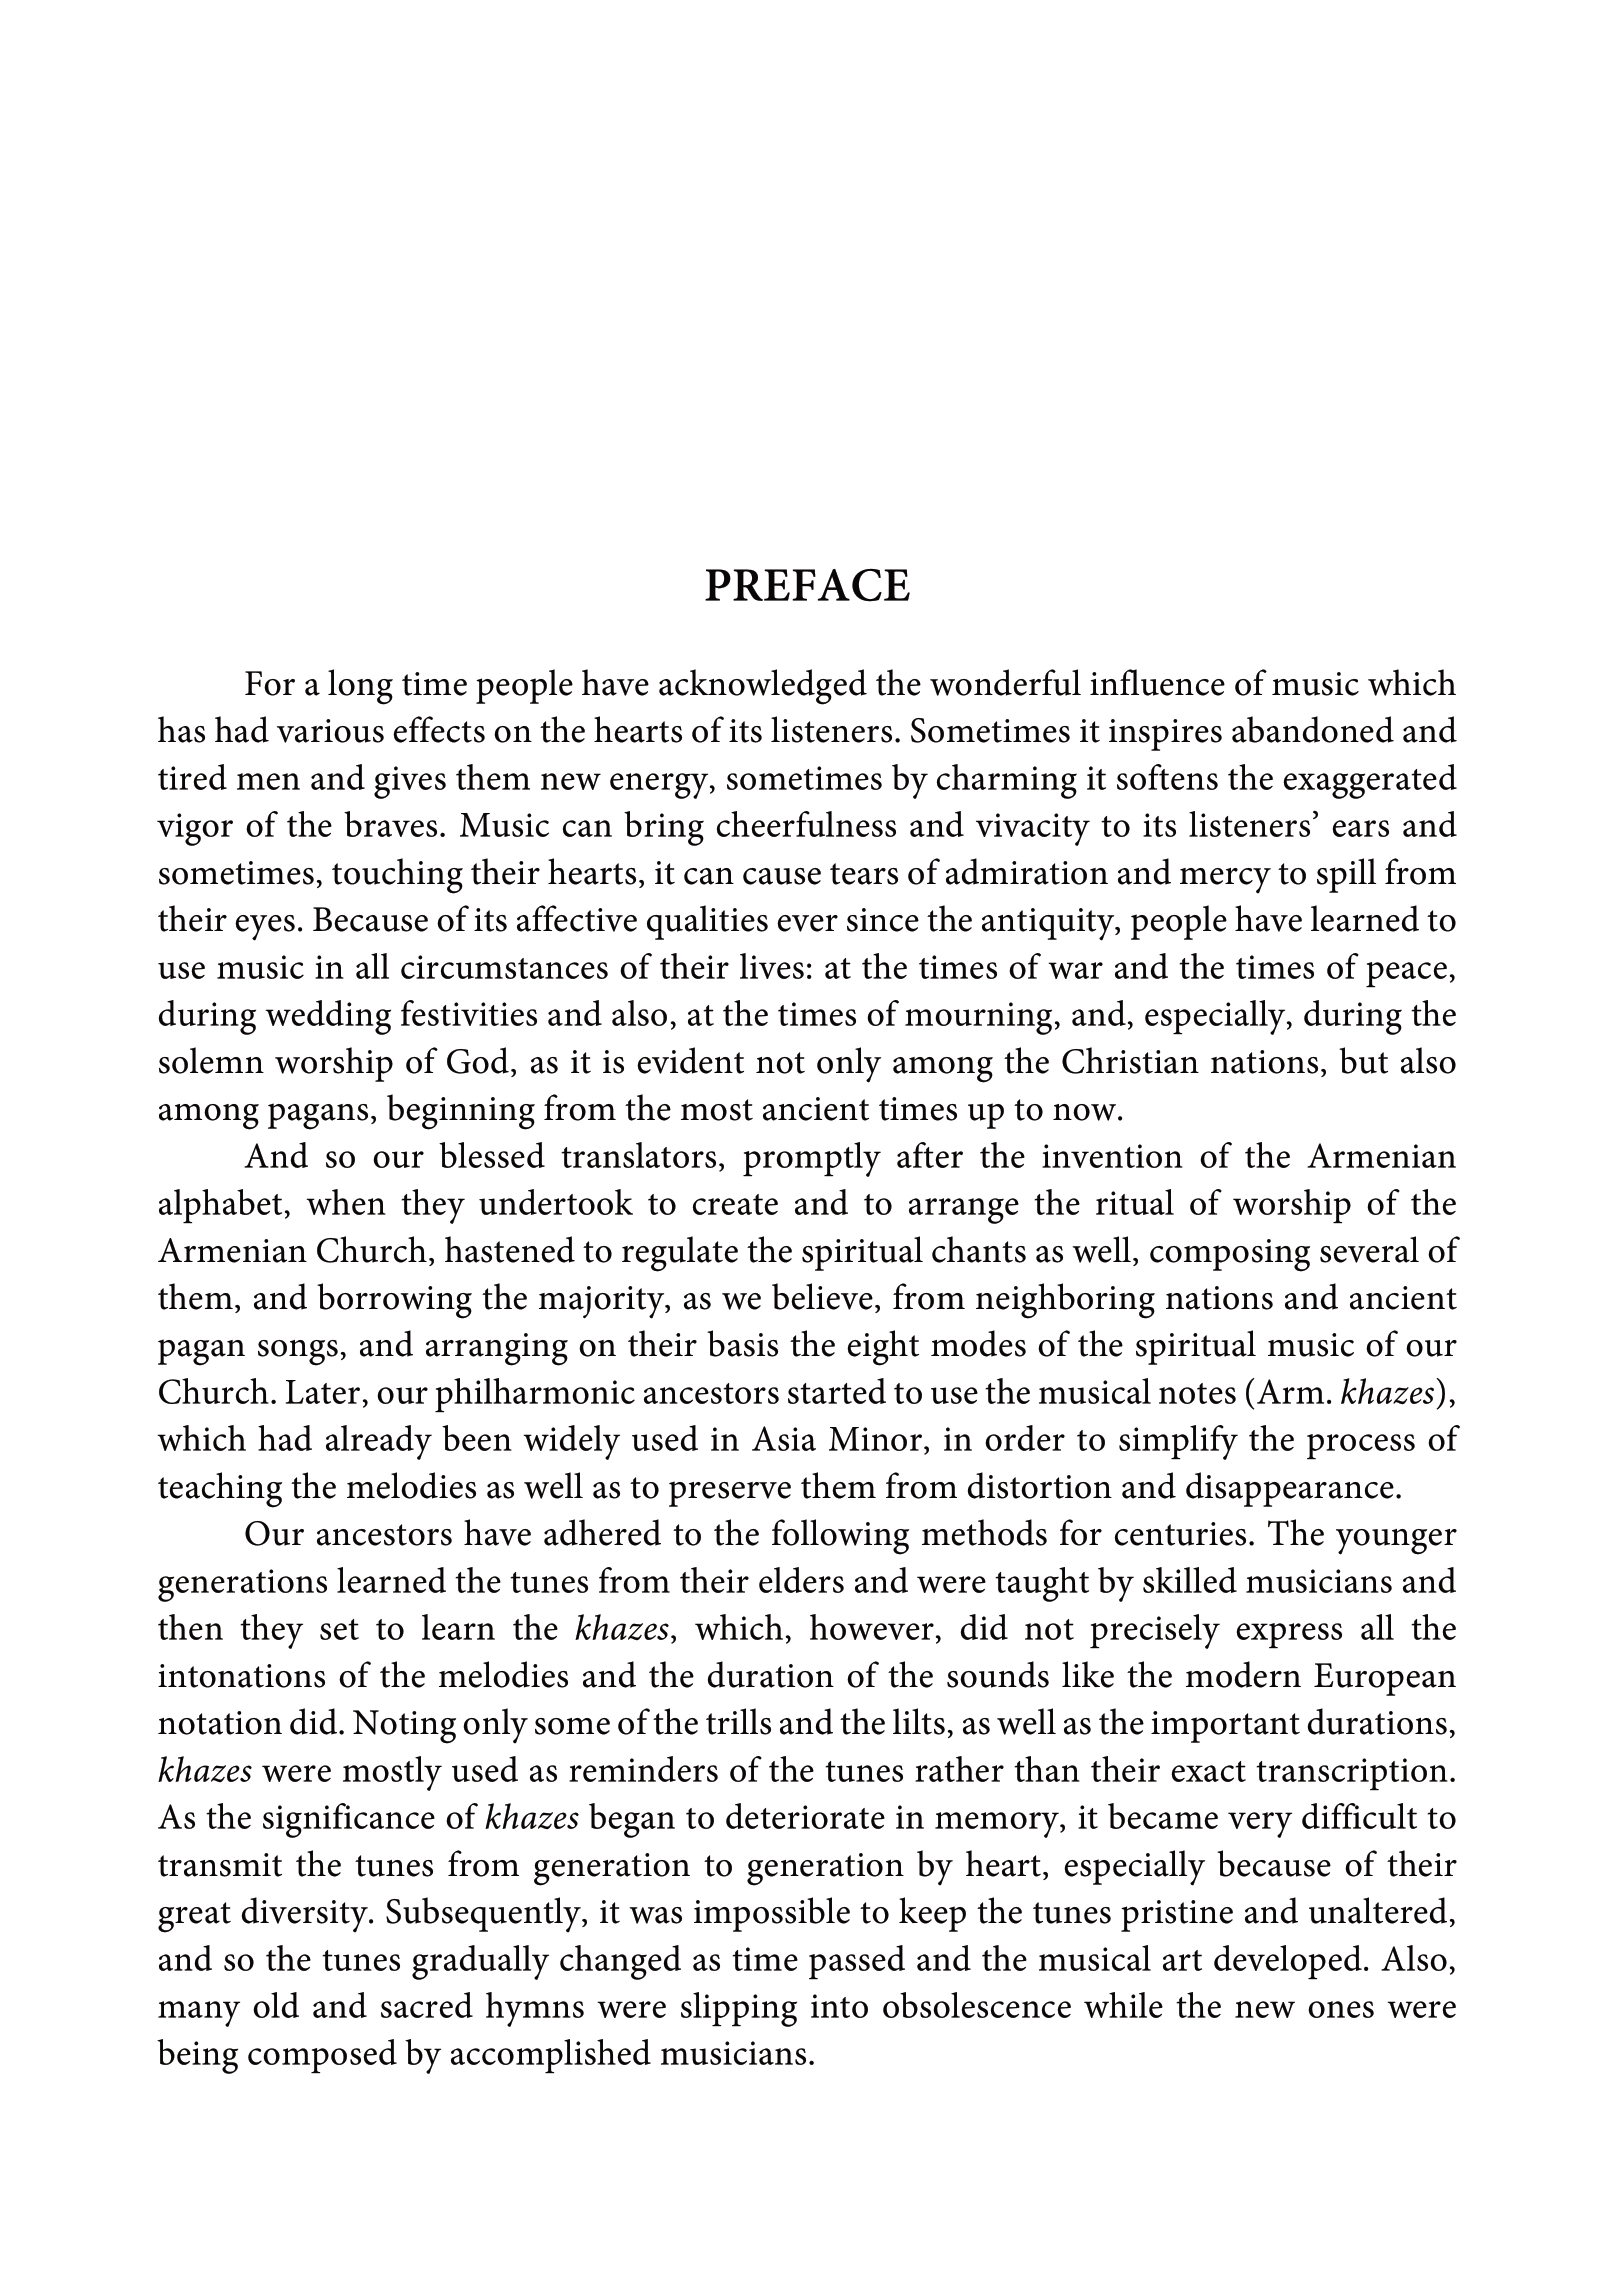 PREFACE
For a long time people have acknowledged the wonderful influence of music which
has had various effects on the hearts of its listeners. Sometimes it inspires abandoned and
tired men and gives them new energy, sometimes by charming it softens the exaggerated
vigor of the braves. Music can bring cheerfulness and vivacity to its listeners’ ears and
sometimes, touching their hearts, it can cause tears of admiration and mercy to spill from
their eyes. Because of its affective qualities ever since the antiquity, people have learned to
use music in all circumstances of their lives: at the times of war and the times of peace,
during wedding festivities and also, at the times of mourning, and, especially, during the
solemn worship of God, as it is evident not only among the Christian nations, but also
among pagans, beginning from the most ancient times up to now.
And so our blessed translators, promptly after the invention of the Armenian
alphabet, when they undertook to create and to arrange the ritual of worship of the
Armenian Church, hastened to regulate the spiritual chants as well, composing several of
them, and borrowing the majority, as we believe, from neighboring nations and ancient
pagan songs, and arranging on their basis the eight modes of the spiritual music of our
Church. Later, our philharmonic ancestors started to use the musical notes (Arm. khazes),
which had already been widely used in Asia Minor, in order to simplify the process of
teaching the melodies as well as to preserve them from distortion and disappearance.
Our ancestors have adhered to the following methods for centuries. The younger
generations learned the tunes from their elders and were taught by skilled musicians and
then they set to learn the khazes, which, however, did not precisely express all the
intonations of the melodies and the duration of the sounds like the modern European
notation did. Noting only some of the trills and the lilts, as well as the important durations,
khazes were mostly used as reminders of the tunes rather than their exact transcription.
As the significance of khazes began to deteriorate in memory, it became very difficult to
transmit the tunes from generation to generation by heart, especially because of their
great diversity. Subsequently, it was impossible to keep the tunes pristine and unaltered,
and so the tunes gradually changed as time passed and the musical art developed. Also,
many old and sacred hymns were slipping into obsolescence while the new ones were
being composed by accomplished musicians.